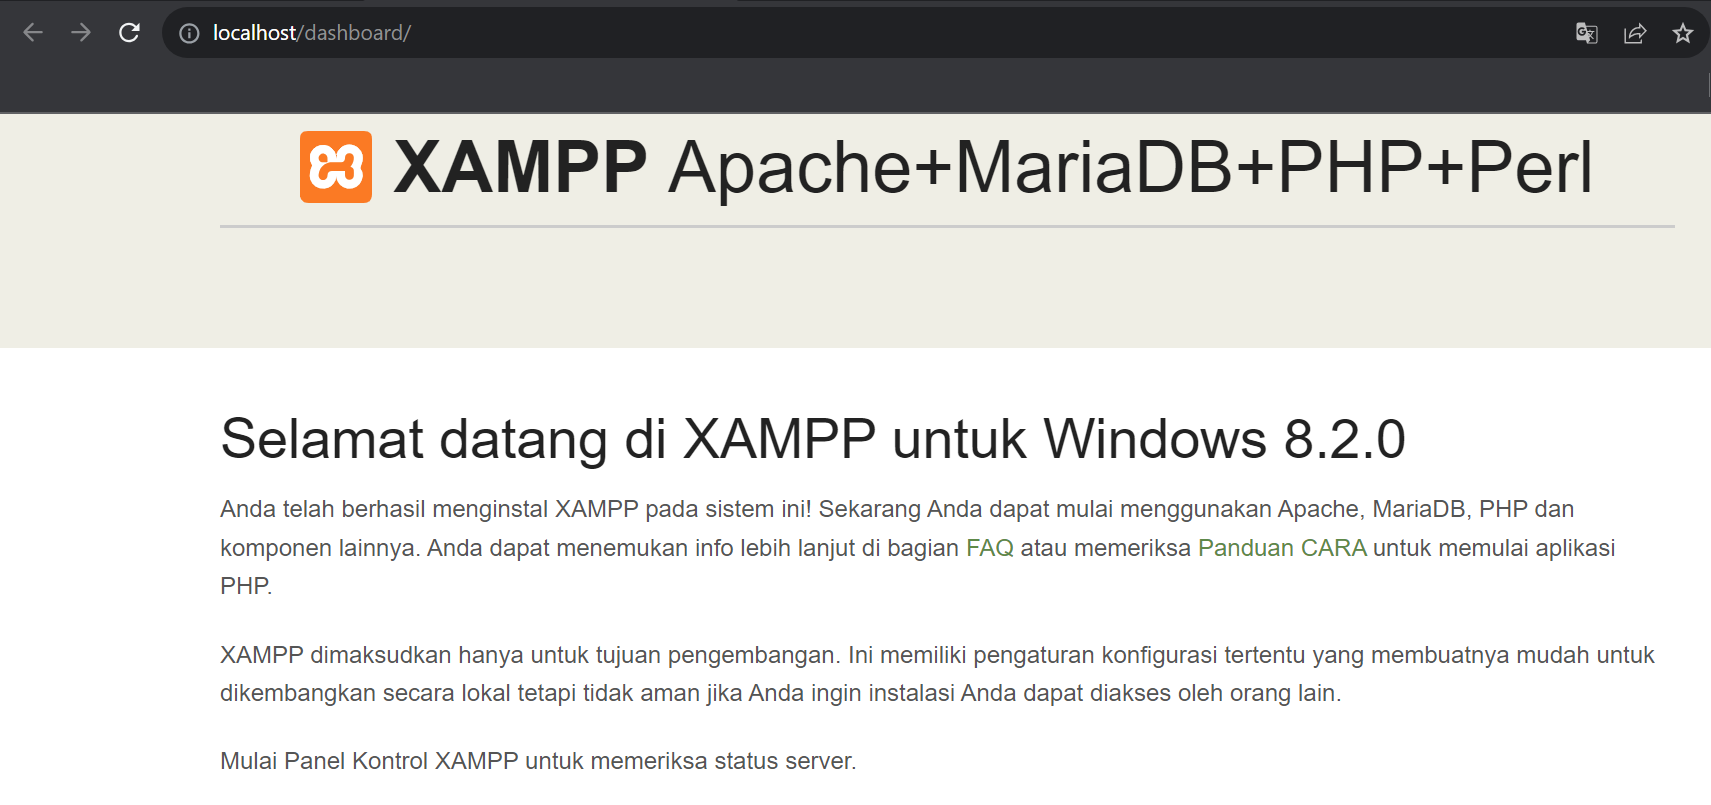 localhost/dashboard/
XAMPP Apache+MariaDB+PHP+Perl
Selamat datang di XAMPP untuk Windows 8.2.0
Anda telah berhasil menginstal XAMPP pada sistem ini! Sekarang Anda dapat mulai menggunakan Apache, MariaDB, PHP dan
komponen lainnya. Anda dapat menemukan info lebih lanjut di bagian FAQ atau memeriksa Panduan CARA untuk memulai aplikasi
PHP.
XAMPP dimaksudkan hanya untuk tujuan pengembangan. Ini memiliki pengaturan konfigurasi tertentu yang membuatnya mudah untuk
dikembangkan secara lokal tetapi tidak aman jika Anda ingin instalasi Anda dapat diakses oleh orang lain.
Mulai Panel Kontrol XAMPP untuk memeriksa status server.